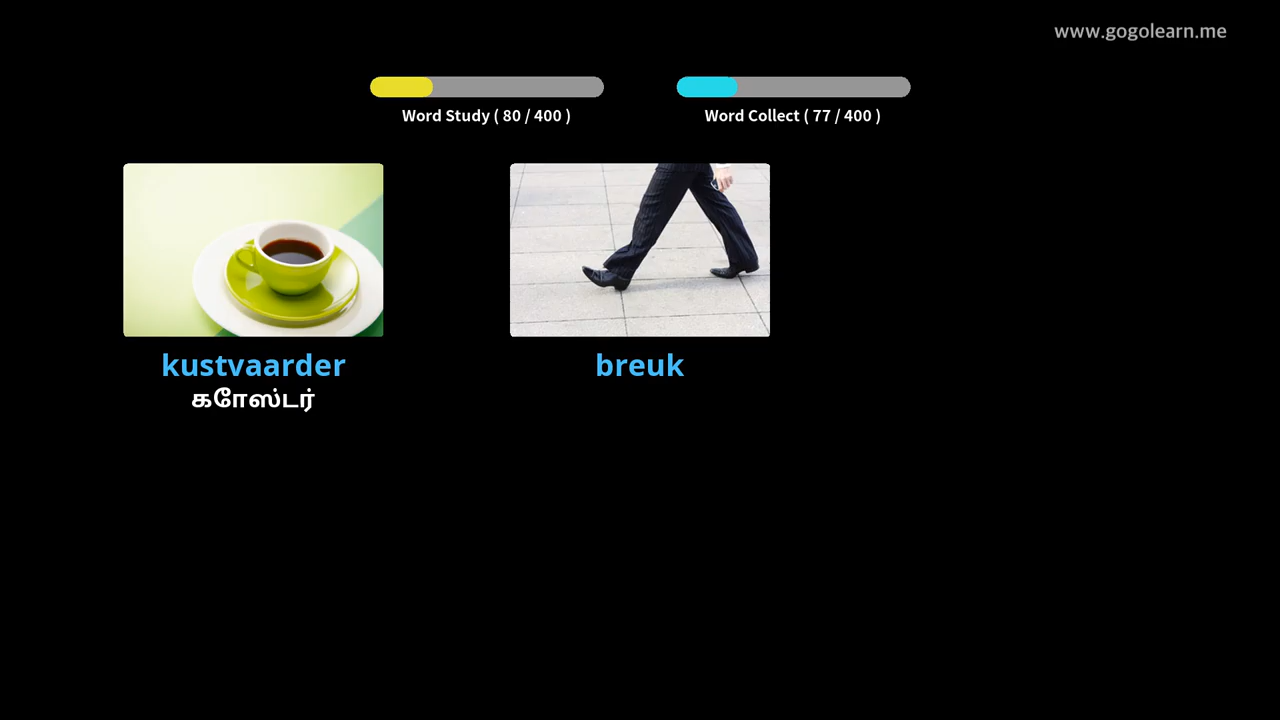 www.gogolearn.me
Word Study ( 80 / 400 )
Word Collect ( 77 / 400 )
kustvaarder
கோஸ்டர்
breuk